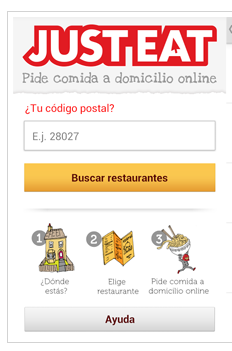 JUST EAT
Pide comida a domicilio online
¿Tu código postal?
E.j. 28027
Buscar restaurantes
1
¿Dónde
estás?
2
Elige
restaurante
3
Pide comida a
domicilio online
Ayuda